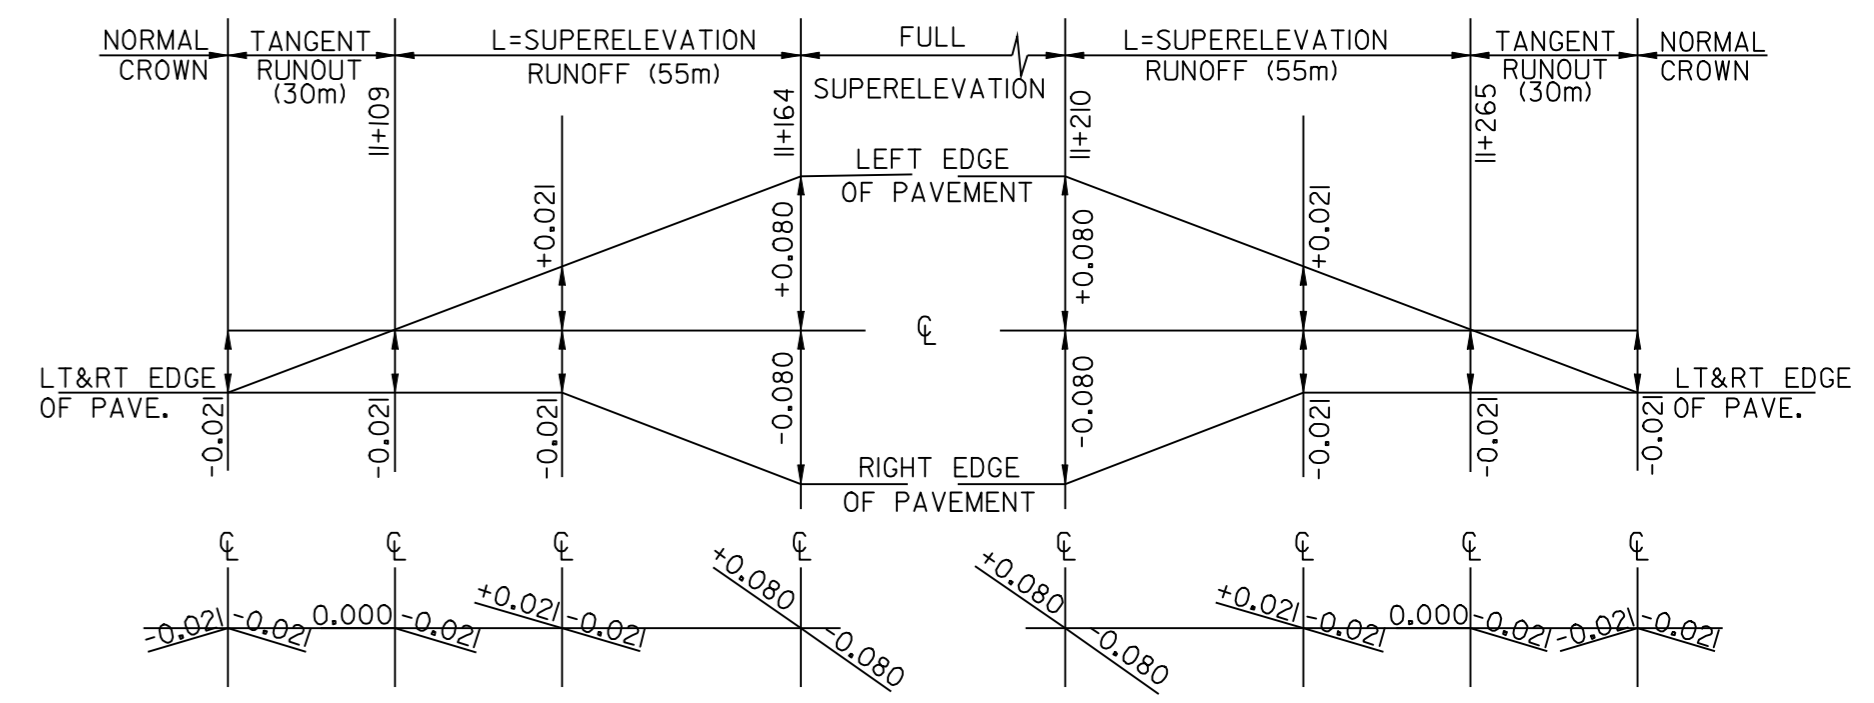 NORMAL
CROWN
TANGENT
RUNOUT
(30m)
L=SUPERELEVATION
RUNOFF (55m)
FULL
SUPERELEVATION
L=SUPERELEVATION
RUNOFF (55m)
TANGENT
RUNOUT
(30m)
NORMAL
CROWN
11+109
11+164
11+210
11+265
LEFT EDGE
OF PAVEMENT
+0.021
+0.080
+0.080
+0.021
℄
LT&RT EDGE
OF PAVE.
-0.021
-0.021
-0.021
-0.080
-0.080
-0.021
-0.021
-0.021
LT&RT EDGE
OF PAVE.
RIGHT EDGE
OF PAVEMENT
℄ ℄ ℄ ℄ ℄ ℄ ℄ ℄
-0.021 -0.021
0.000 -0.021
+0.021 -0.021
+0.080 -0.080
+0.080 -0.080
+0.021 -0.021
0.000 -0.021
-0.021 -0.021